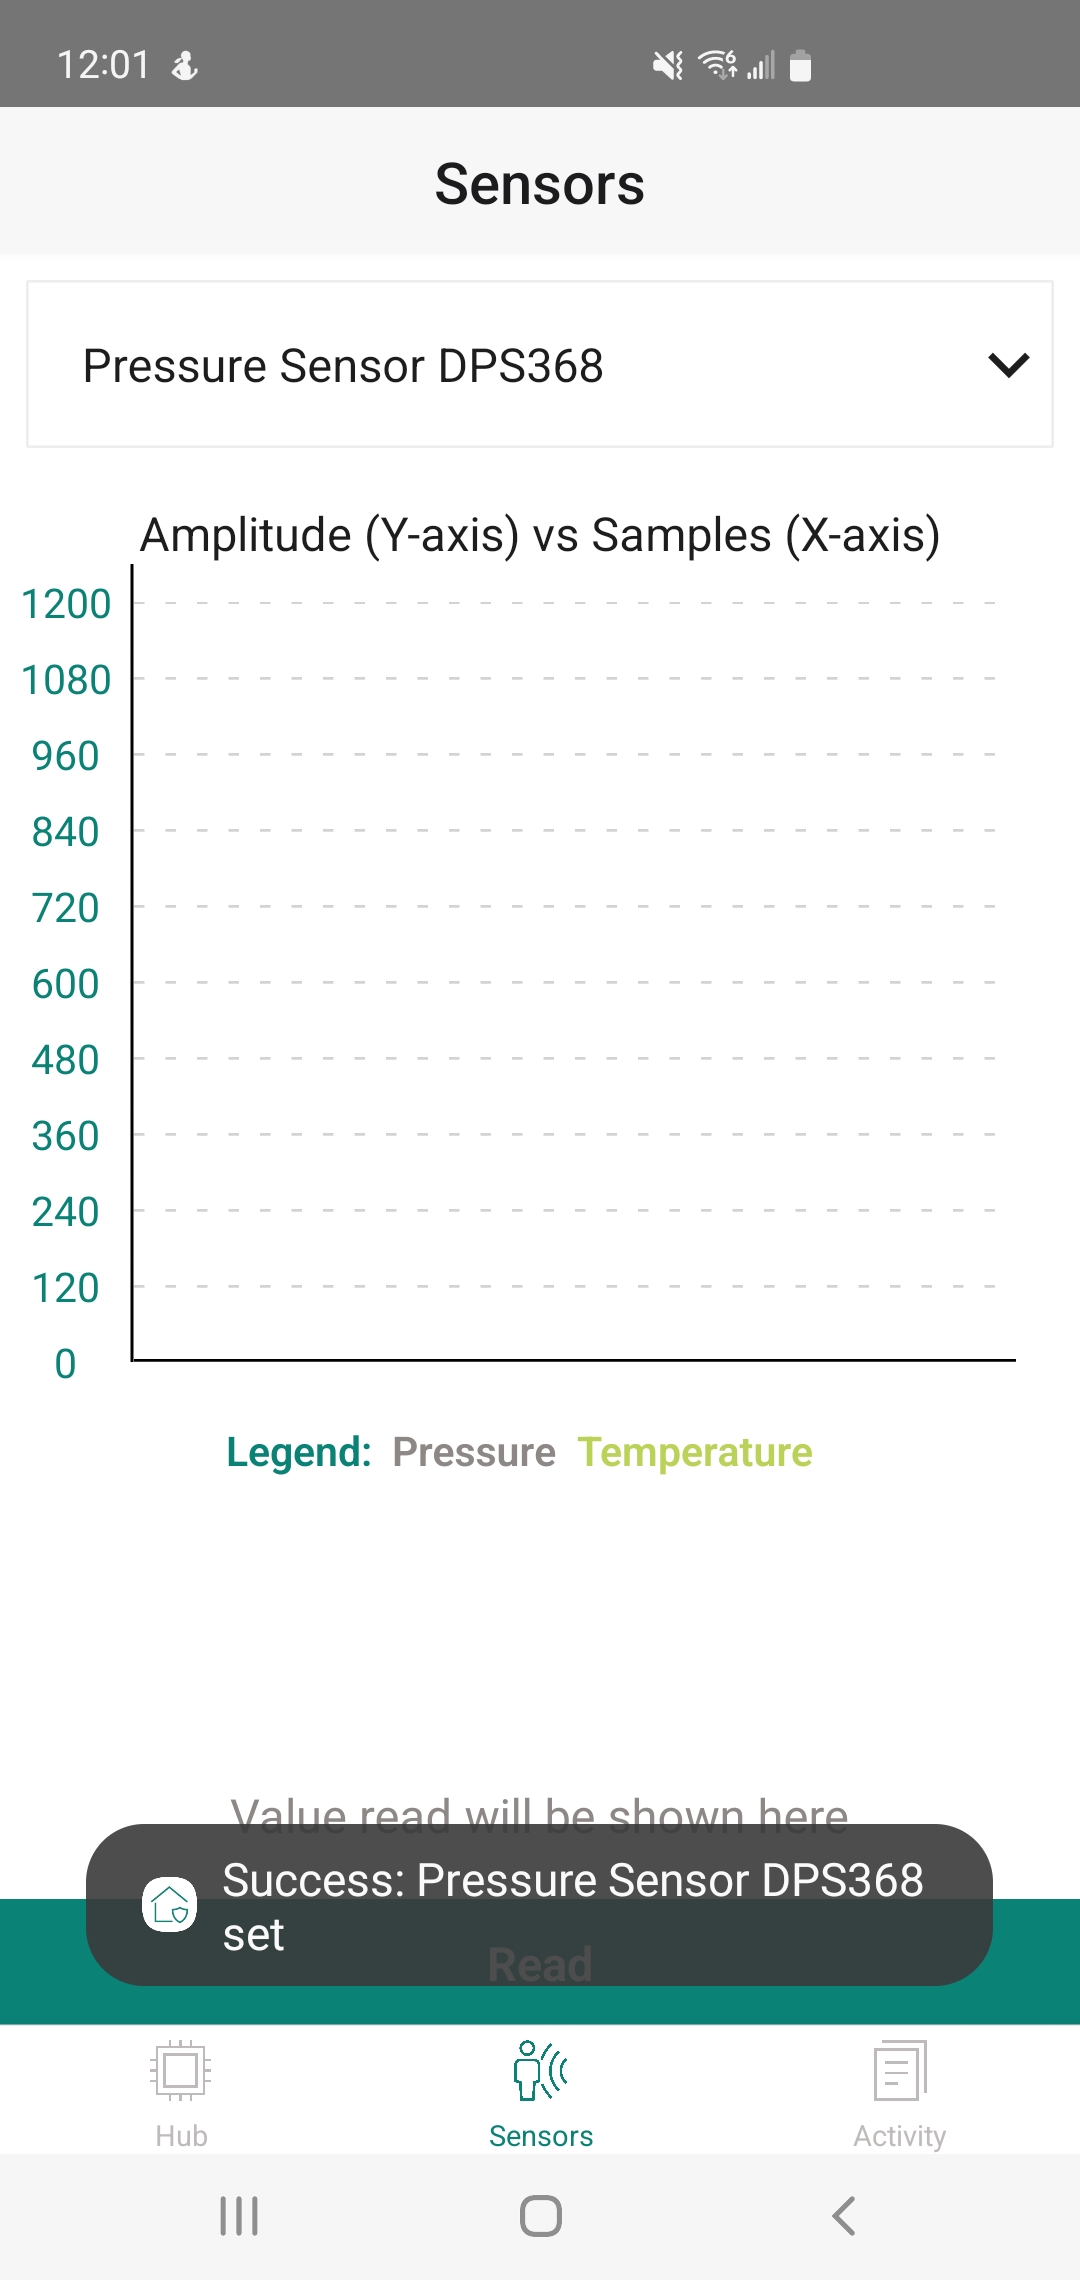 12:01
Sensors
Pressure Sensor DPS368
Amplitude (Y-axis) vs Samples (X-axis)
1200
1080
960
840
720
600
480
360
240
120
0
Legend: Pressure Temperature
Value read will be shown here
Success: Pressure Sensor DPS368
set
Read
Hub
Sensors
Activity